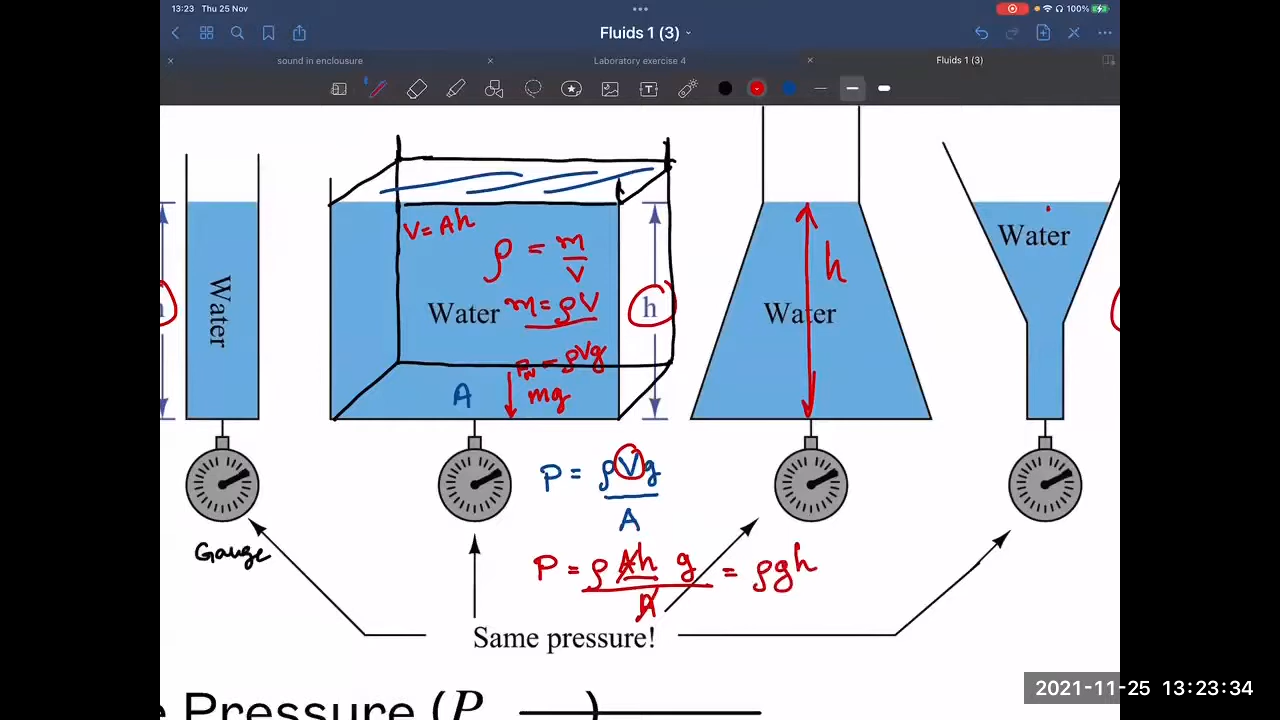 13:23 Thu 25 Nov
100%
Fluids 1 (3)
sound in enclousure
Laboratory exercise 4
Fluids 1 (3)
Water
V = Ah
ρ = m/V
Water
m = ρV
= ρVg
mg
A
h
Water
h
Water
P = ρVg/A
Gauge
P = ρ Ah g/A = ρgh
Same pressure!
e Pressure (P )
2021-11-25 13:23:34